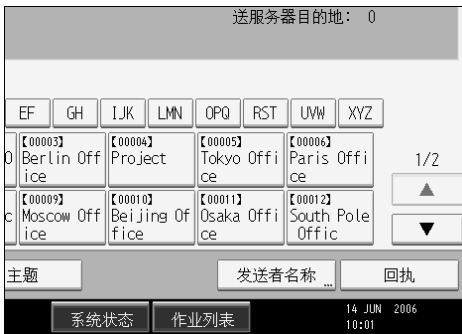 送服务器目的地: 0
EF GH IJK LMN OPQ RST UVW XYZ
【00003】 【00004】 【00005】 【00006】
0 Berlin Off Project Tokyo Offi Paris Offi
ice ce ce
1/2
【00009】 【00010】 【00011】 【00012】
c Moscow Off Beijing Of Osaka Offi South Pole
ice fice ce Offic
▲
▼
主题 发送者名称... 回执
系统状态 作业列表 14 JUN 2006
10:01